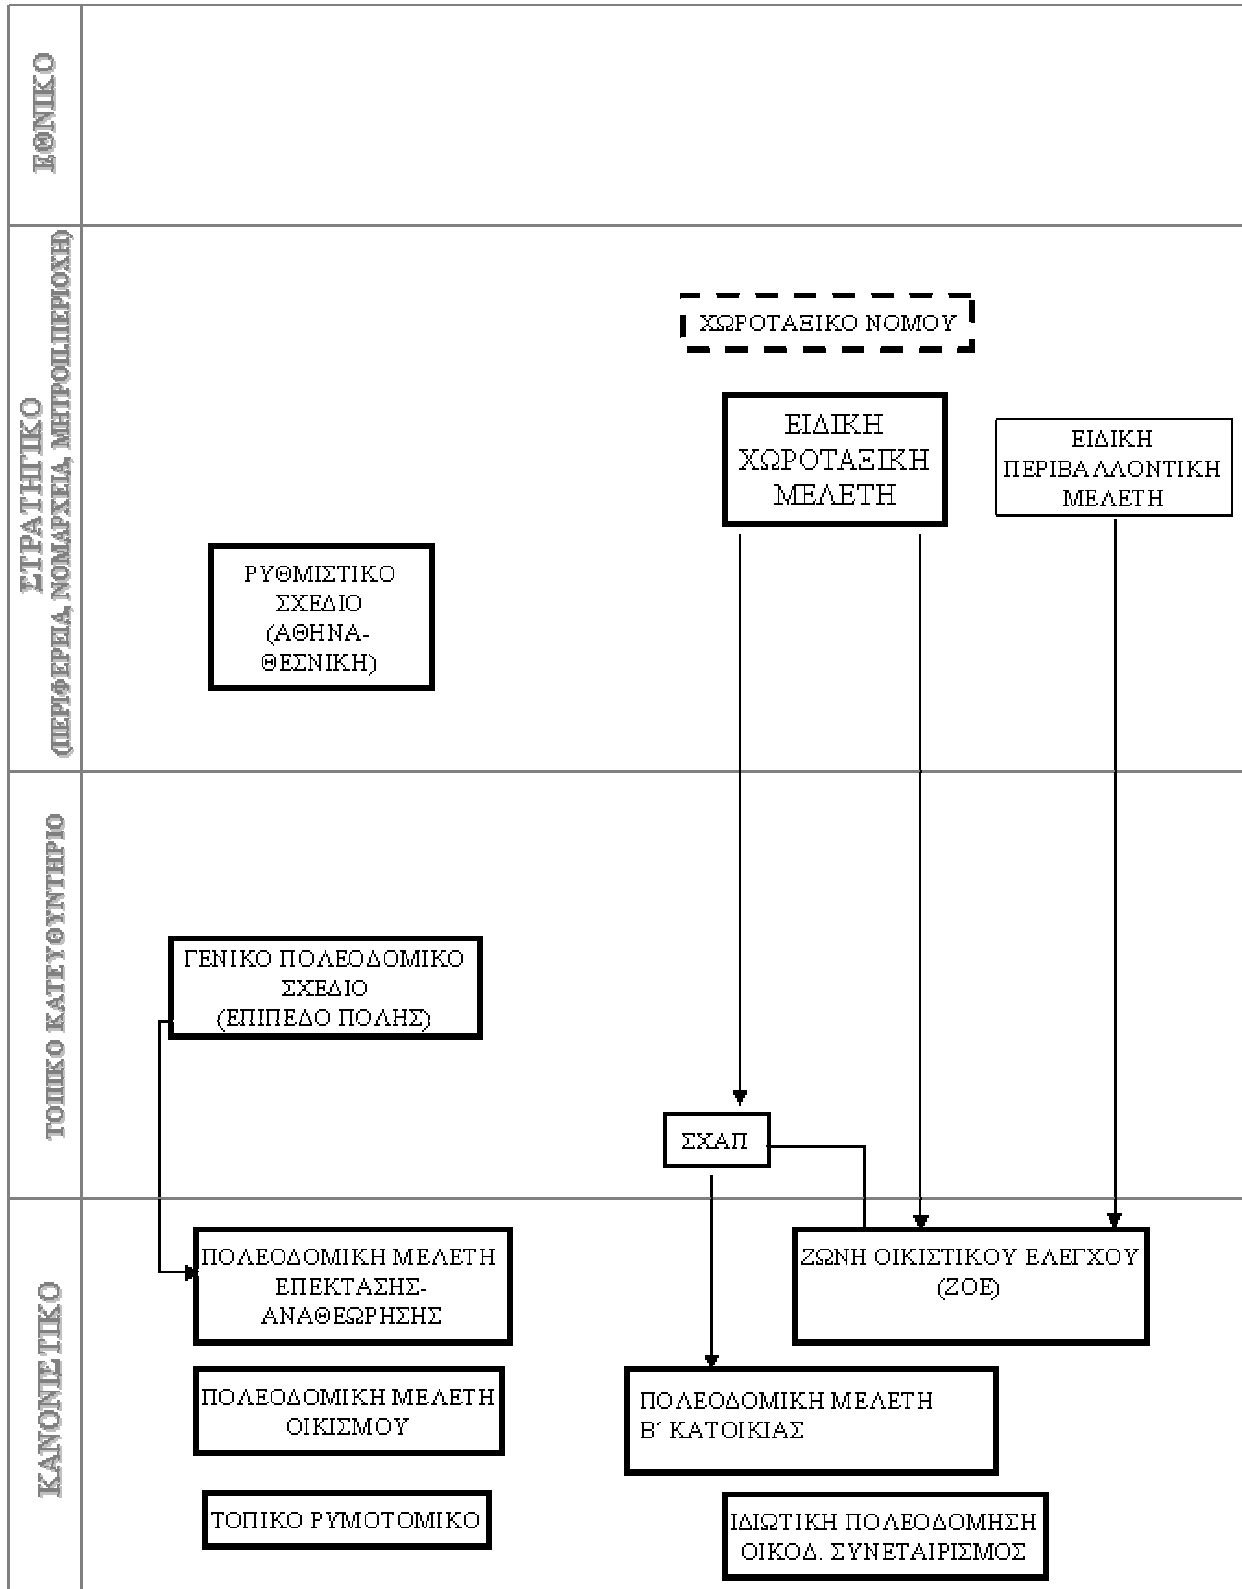 ΕΘΝΙΚΟ
ΣΤΡΑΤΗΓΙΚΟ
(ΠΕΡΙΦΕΡΕΙΑ, ΝΟΜΑΡΧΕΙΑ, ΜΗΤΡΟΠ.ΠΕΡΙΟΧΗ)
ΧΩΡΟΤΑΞΙΚΟ ΝΟΜΟΥ
ΕΙΔΙΚΗ
ΧΩΡΟΤΑΞΙΚΗ
ΜΕΛΕΤΗ
ΕΙΔΙΚΗ
ΠΕΡΙΒΑΛΛΟΝΤΙΚΗ
ΜΕΛΕΤΗ
ΡΥΘΜΙΣΤΙΚΟ
ΣΧΕΔΙΟ
(ΑΘΗΝΑ-
ΘΕΣΝΙΚΗ)
ΤΟΠΙΚΟ ΚΑΤΕΥΘΥΝΤΗΡΙΟ
ΓΕΝΙΚΟ ΠΟΛΕΟΔΟΜΙΚΟ
ΣΧΕΔΙΟ
(ΕΠΙΠΕΔΟ ΠΟΛΗΣ)
ΣΧΑΠ
ΚΑΝΟΝΙΣΤΙΚΟ
ΠΟΛΕΟΔΟΜΙΚΗ ΜΕΛΕΤΗ
ΕΠΕΚΤΑΣΗΣ-
ΑΝΑΘΕΩΡΗΣΗΣ
ΖΩΝΗ ΟΙΚΙΣΤΙΚΟΥ ΕΛΕΓΧΟΥ
(ΖΟΕ)
ΠΟΛΕΟΔΟΜΙΚΗ ΜΕΛΕΤΗ
ΟΙΚΙΣΜΟΥ
ΠΟΛΕΟΔΟΜΙΚΗ ΜΕΛΕΤΗ
Β΄ ΚΑΤΟΙΚΙΑΣ
ΤΟΠΙΚΟ ΡΥΜΟΤΟΜΙΚΟ
ΙΔΙΩΤΙΚΗ ΠΟΛΕΟΔΟΜΗΣΗ
ΟΙΚΟΔ. ΣΥΝΕΤΑΙΡΙΣΜΟΣ